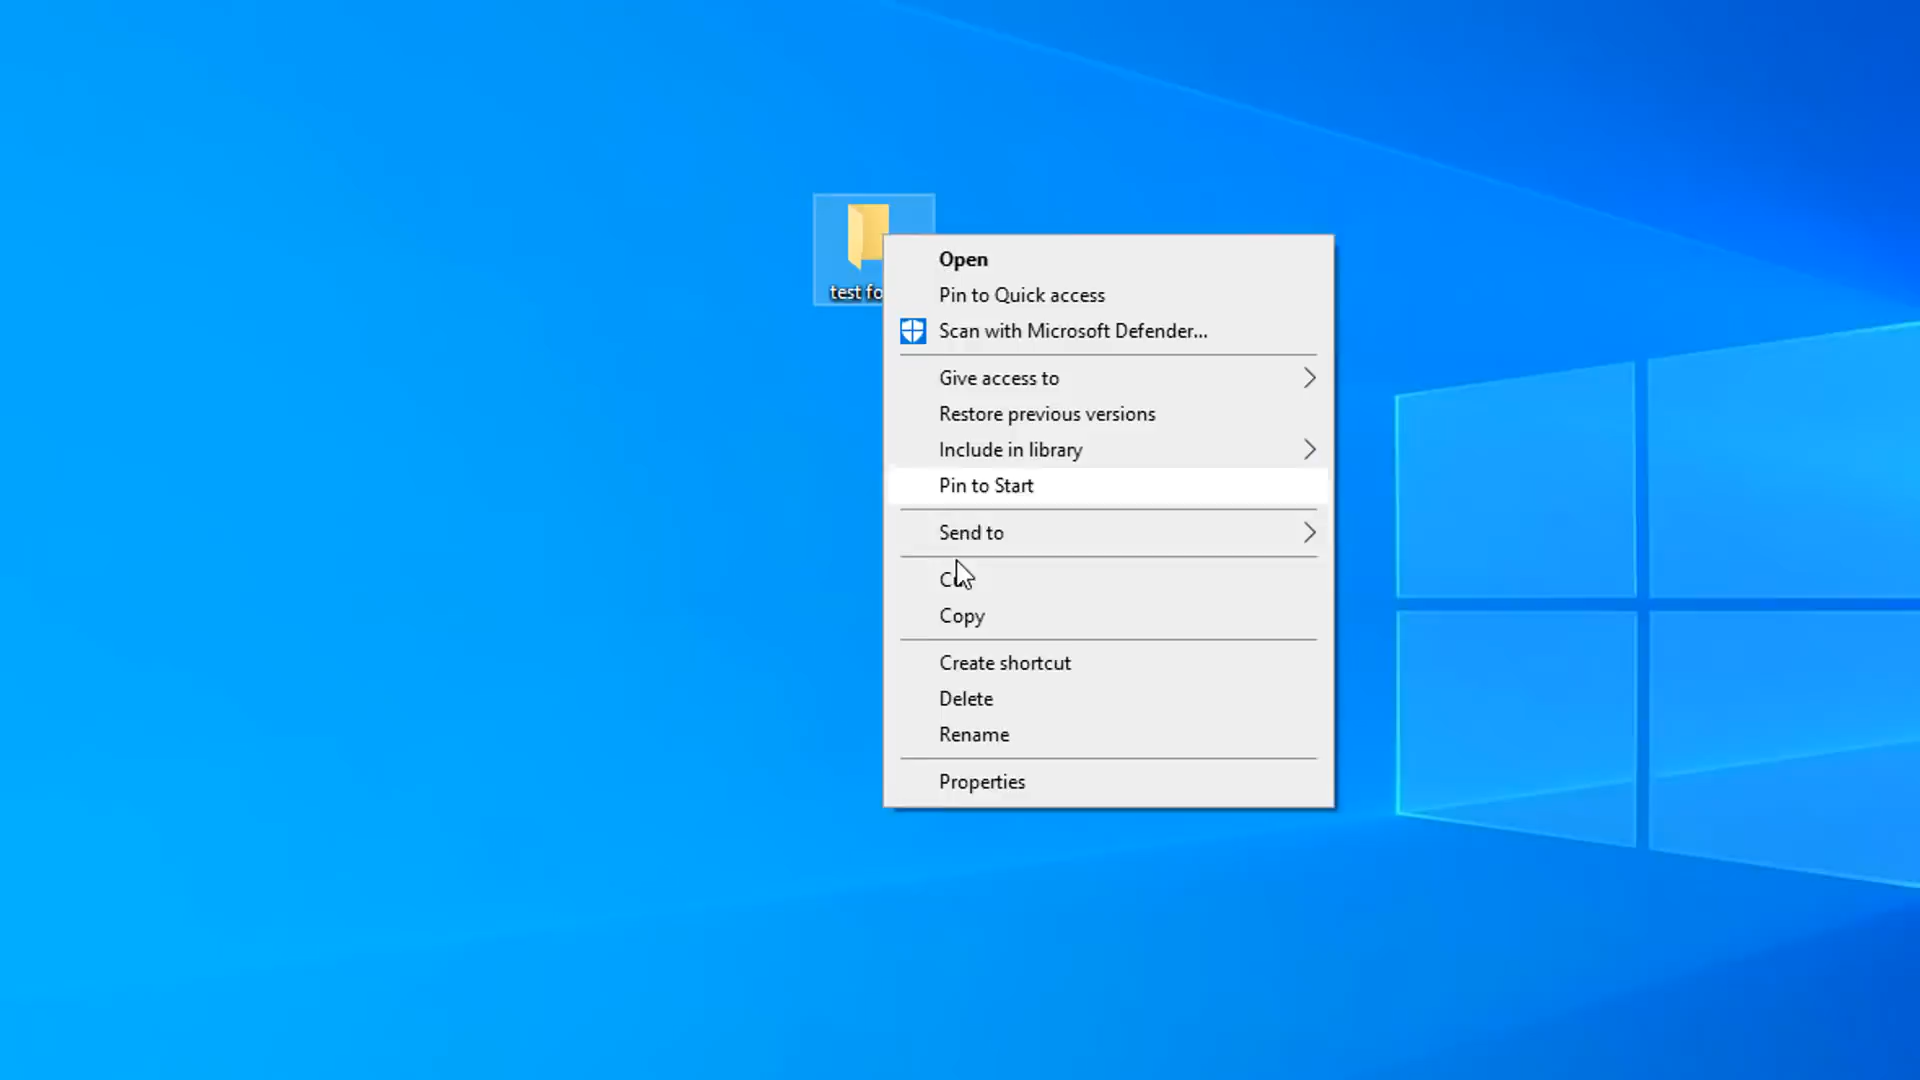 test fo
Open
Pin to Quick access
Scan with Microsoft Defender...
Give access to
Restore previous versions
Include in library
Pin to Start
Send to
Copy
Create shortcut
Delete
Rename
Properties